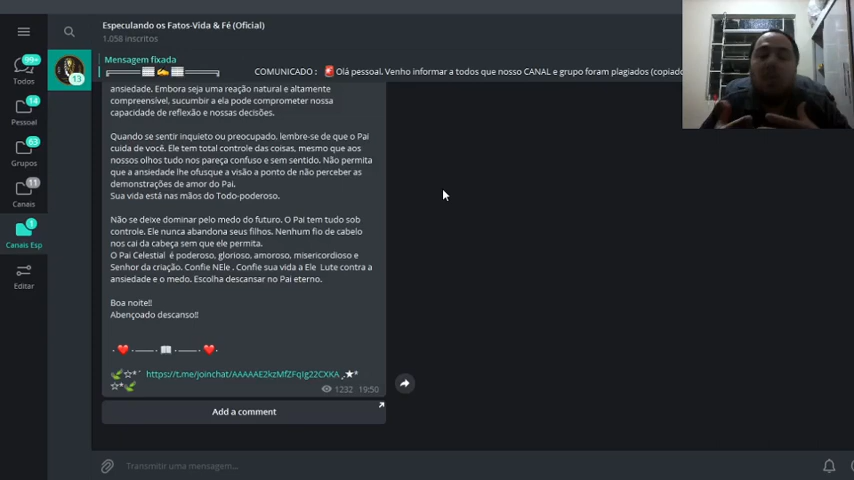 Especulando os Fatos-Vida & Fé (Oficial)
1.058 inscritos
Mensagem fixada
COMUNICADO : 🚨 Olá pessoal. Venho informar a todos que nosso CANAL e grupo foram plagiados (copiado
99+
Todos
14
Pessoal
63
Grupos
11
Canais
1
Canais Esp
Editar
13
ansiedade. Embora seja uma reação natural e altamente
compreensível, sucumbir a ela pode comprometer nossa
capacidade de reflexão e nossas decisões.
Quando se sentir inquieto ou preocupado, lembre-se de que o Pai
cuida de você. Ele tem total controle das coisas, mesmo que aos
nossos olhos tudo nos pareça confuso e sem sentido. Não permita
que a ansiedade lhe ofusque a visão a ponto de não perceber as
demonstrações de amor do Pai.
Sua vida está nas mãos do Todo-poderoso.
Não se deixe dominar pelo medo do futuro. O Pai tem tudo sob
controle. Ele nunca abandona seus filhos. Nenhum fio de cabelo
nos cai da cabeça sem que ele permita.
O Pai Celestial é poderoso, glorioso, amoroso, misericordioso e
Senhor da criação. Confie NEle . Confie sua vida a Ele Lute contra a
ansiedade e o medo. Escolha descansar no Pai eterno.
Boa noite!!
Abençoado descanso!!
https://t.me/joinchat/AAAAAE2kzMfZFqIg22CXKA
1232 19:50
Add a comment
Transmitir uma mensagem...